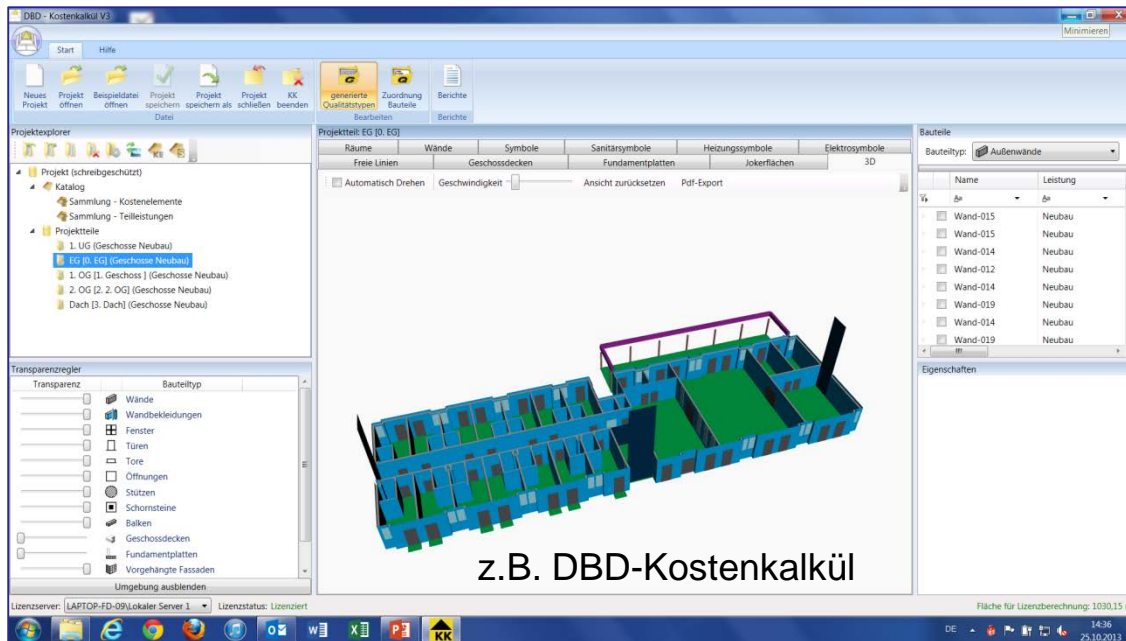 DBD - Kostenkalkül V3
Minimieren
Start Hilfe
Neues Projekt
Projekt öffnen
Beispieldatei öffnen
Projekt speichern
Projekt speichern als
Projekt schließen
KK beenden
generierte Qualitätstypen
Zuordnung Bauteile
Berichte
Datei Bearbeiten Berichte
Projektexplorer
Projekt (schreibgeschützt)
Katalog
Sammlung - Kostenelemente
Sammlung - Teilleistungen
Projektteile
1. UG (Geschosse Neubau)
EG [0. EG] (Geschosse Neubau)
1. OG [1. Geschoss ] (Geschosse Neubau)
2. OG [2. 2. OG] (Geschosse Neubau)
Dach [3. Dach] (Geschosse Neubau)
Transparenzregler
Transparenz Bauteiltyp
Wände
Wandbekleidungen
Fenster
Türen
Tore
Öffnungen
Stützen
Schornsteine
Balken
Geschossdecken
Fundamentplatten
Vorgehängte Fassaden
Umgebung ausblenden
Projektteil: EG [0. EG]
Räume Wände Symbole Sanitärsymbole Heizungssymbole Elektrosymbole
Freie Linien Geschossdecken Fundamentplatten Jokerflächen 3D
Automatisch Drehen Geschwindigkeit Ansicht zurücksetzen Pdf-Export
z.B. DBD-Kostenkalkül
Bauteile
Bauteiltyp: Außenwände
Name Leistung
Wand-015 Neubau
Wand-015 Neubau
Wand-014 Neubau
Wand-012 Neubau
Wand-014 Neubau
Wand-019 Neubau
Wand-014 Neubau
Wand-019 Neubau
Eigenschaften
Lizenzserver: LAPTOP-FD-09\Lokaler Server 1 Lizenzstatus: Lizenziert Fläche für Lizenzberechnung: 1030,15
KK
DE 14:36
25.10.2013